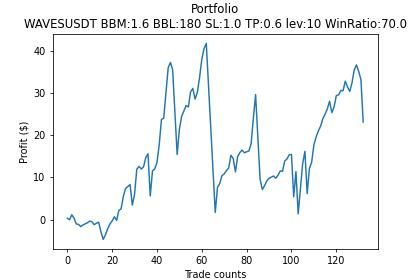 Portfolio
WAVESUSDT BBM:1.6 BBL:180 SL:1.0 TP:0.6 lev:10 WinRatio:70.0
Profit ($)
40
30
20
10
0
0 20 40 60 80 100 120
Trade counts